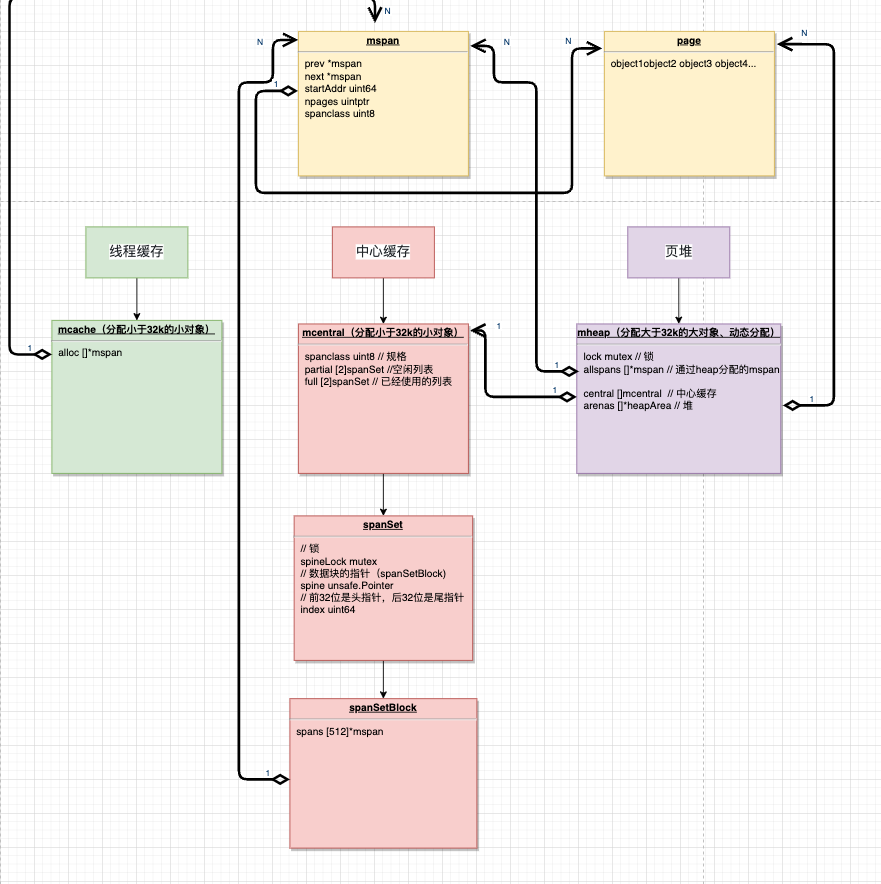 N
N
N
N
N
mspan
prev *mspan
next *mspan
startAddr uint64
npages uintptr
spanclass uint8
1
page
object1object2 object3 object4...
线程缓存
中心缓存
页堆
mcache（分配小于32k的小对象）
alloc []*mspan
1
mcentral（分配小于32k的小对象）
spanclass uint8 // 规格
partial [2]spanSet //空闲列表
full [2]spanSet // 已经使用的列表
1
mheap（分配大于32k的大对象、动态分配）
lock mutex // 锁
allspans []*mspan // 通过heap分配的mspan
central []mcentral // 中心缓存
arenas []*heapArea // 堆
1
1
1
spanSet
// 锁
spineLock mutex
// 数据块的指针（spanSetBlock)
spine unsafe.Pointer
// 前32位是头指针，后32位是尾指针
index uint64
spanSetBlock
spans [512]*mspan
1